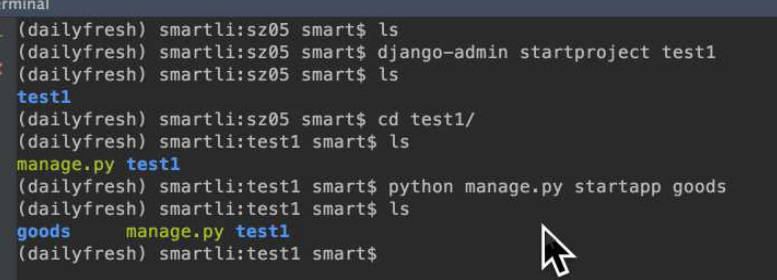 erminal
(dailyfresh) smartli:sz05 smart$ ls
(dailyfresh) smartli:sz05 smart$ django-admin startproject test1
(dailyfresh) smartli:sz05 smart$ ls
test1
(dailyfresh) smartli:sz05 smart$ cd test1/
(dailyfresh) smartli:test1 smart$ ls
manage.py test1
(dailyfresh) smartli:test1 smart$ python manage.py startapp goods
(dailyfresh) smartli:test1 smart$ ls
goods     manage.py test1
(dailyfresh) smartli:test1 smart$